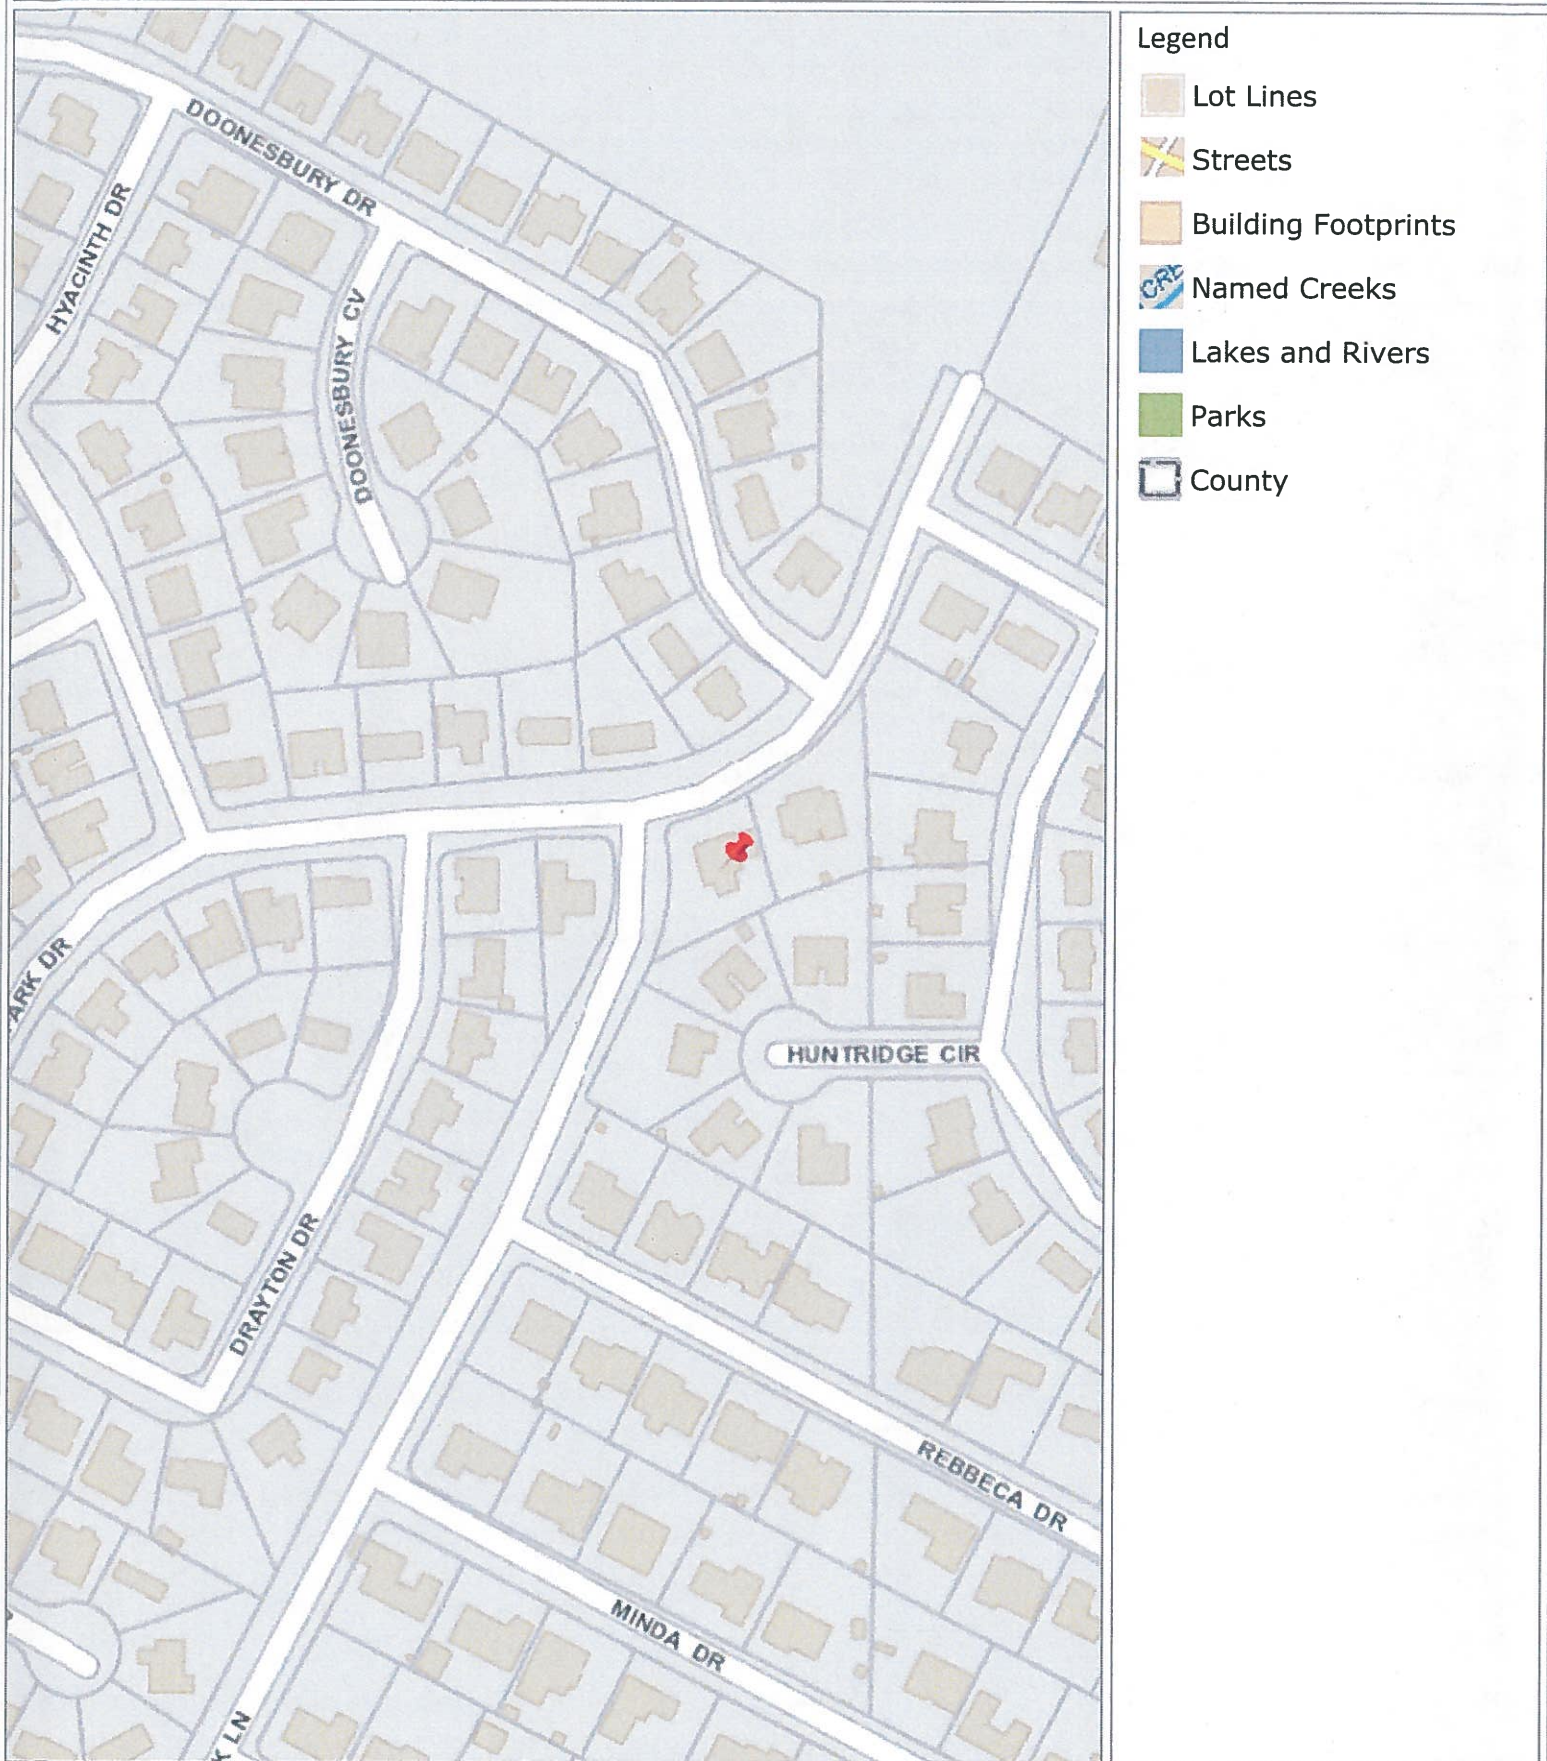 Legend
Lot Lines
Streets
Building Footprints
CRE
Named Creeks
Lakes and Rivers
Parks
County
DOONESBURY DR
HYACINTH DR
DOONESBURY CV
ARK DR
HUNTRIDGE CIR
DRAYTON DR
REBBECA DR
MINDA DR
K LN